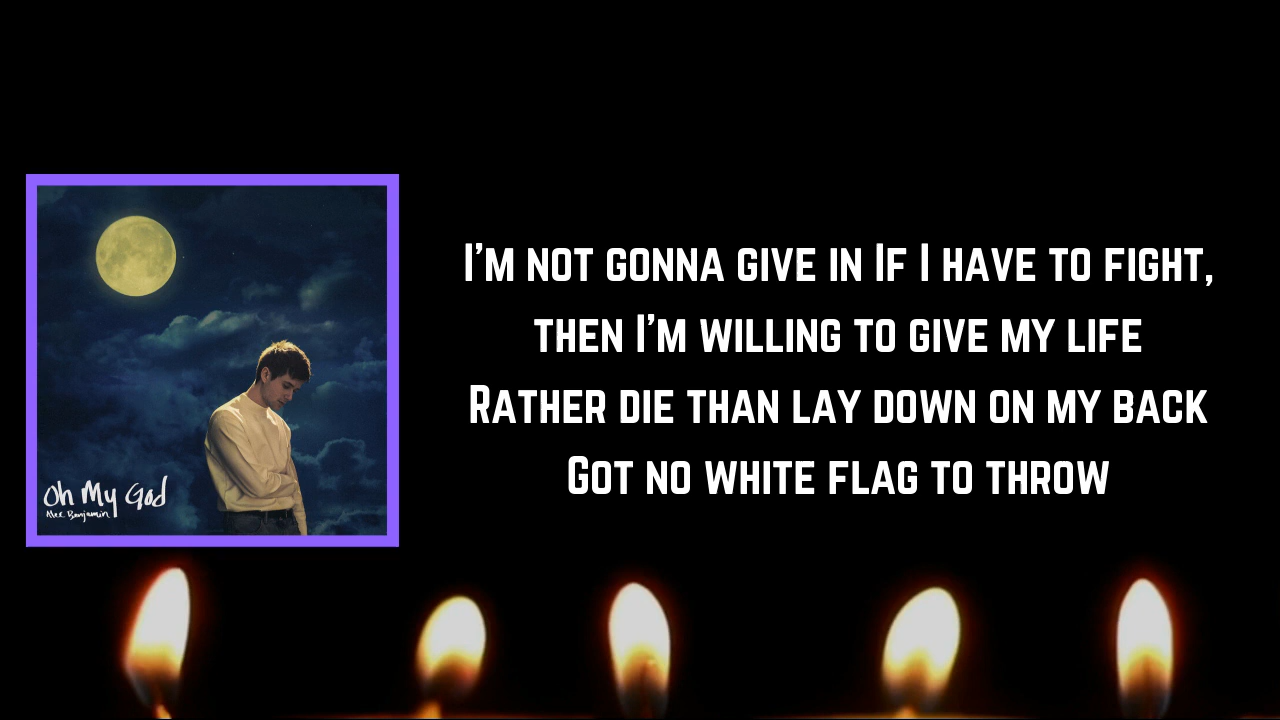 Oh My God
Alec Benjamin
I'm not gonna give in If I have to fight,
then I'm willing to give my life
Rather die than lay down on my back
Got no white flag to throw